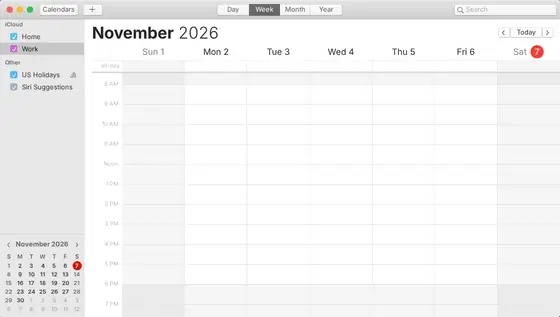 Calendars
+
Day Week Month Year
Search
iCloud
Home
Work
Other
US Holidays
Siri Suggestions
November 2026
Today
Sun 1 Mon 2 Tue 3 Wed 4 Thu 5 Fri 6 Sat 7
all-day
8 AM
9 AM
10 AM
11 AM
Noon
1 PM
2 PM
3 PM
4 PM
5 PM
6 PM
7 PM
November 2026
S M T W T F S
1 2 3 4 5 6 7
8 9 10 11 12 13 14
15 16 17 18 19 20 21
22 23 24 25 26 27 28
29 30 1 2 3 4 5
6 7 8 9 10 11 12